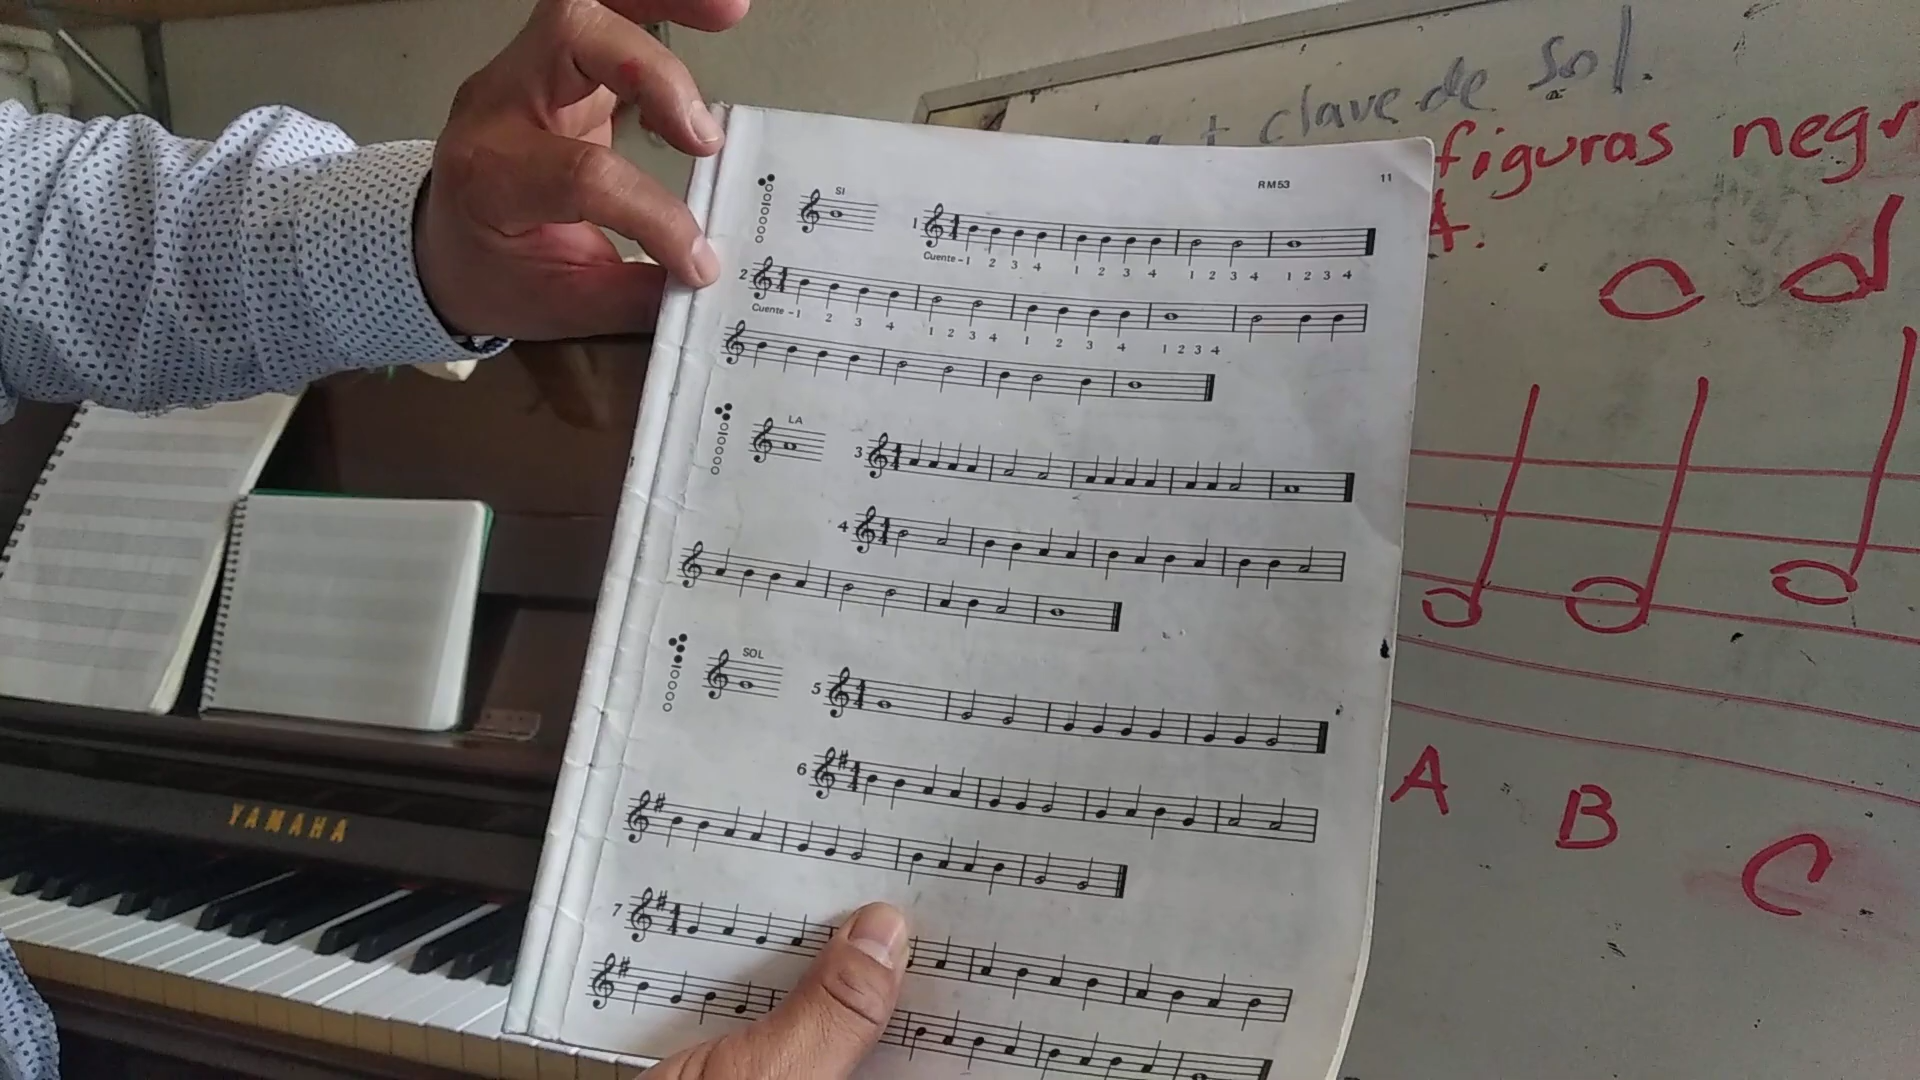 clave de Sol.
figuras negr
4.
A
B
C
YAMAHA
RM53 11
SI
1
Cuente – 1 2 3 4 1 2 3 4 1 2 3 4 1 2 3 4
2
Cuente – 1 2 3 4 1 2 3 4 1 2 3 4 1 2 3 4
LA
3
4
SOL
5
6
7